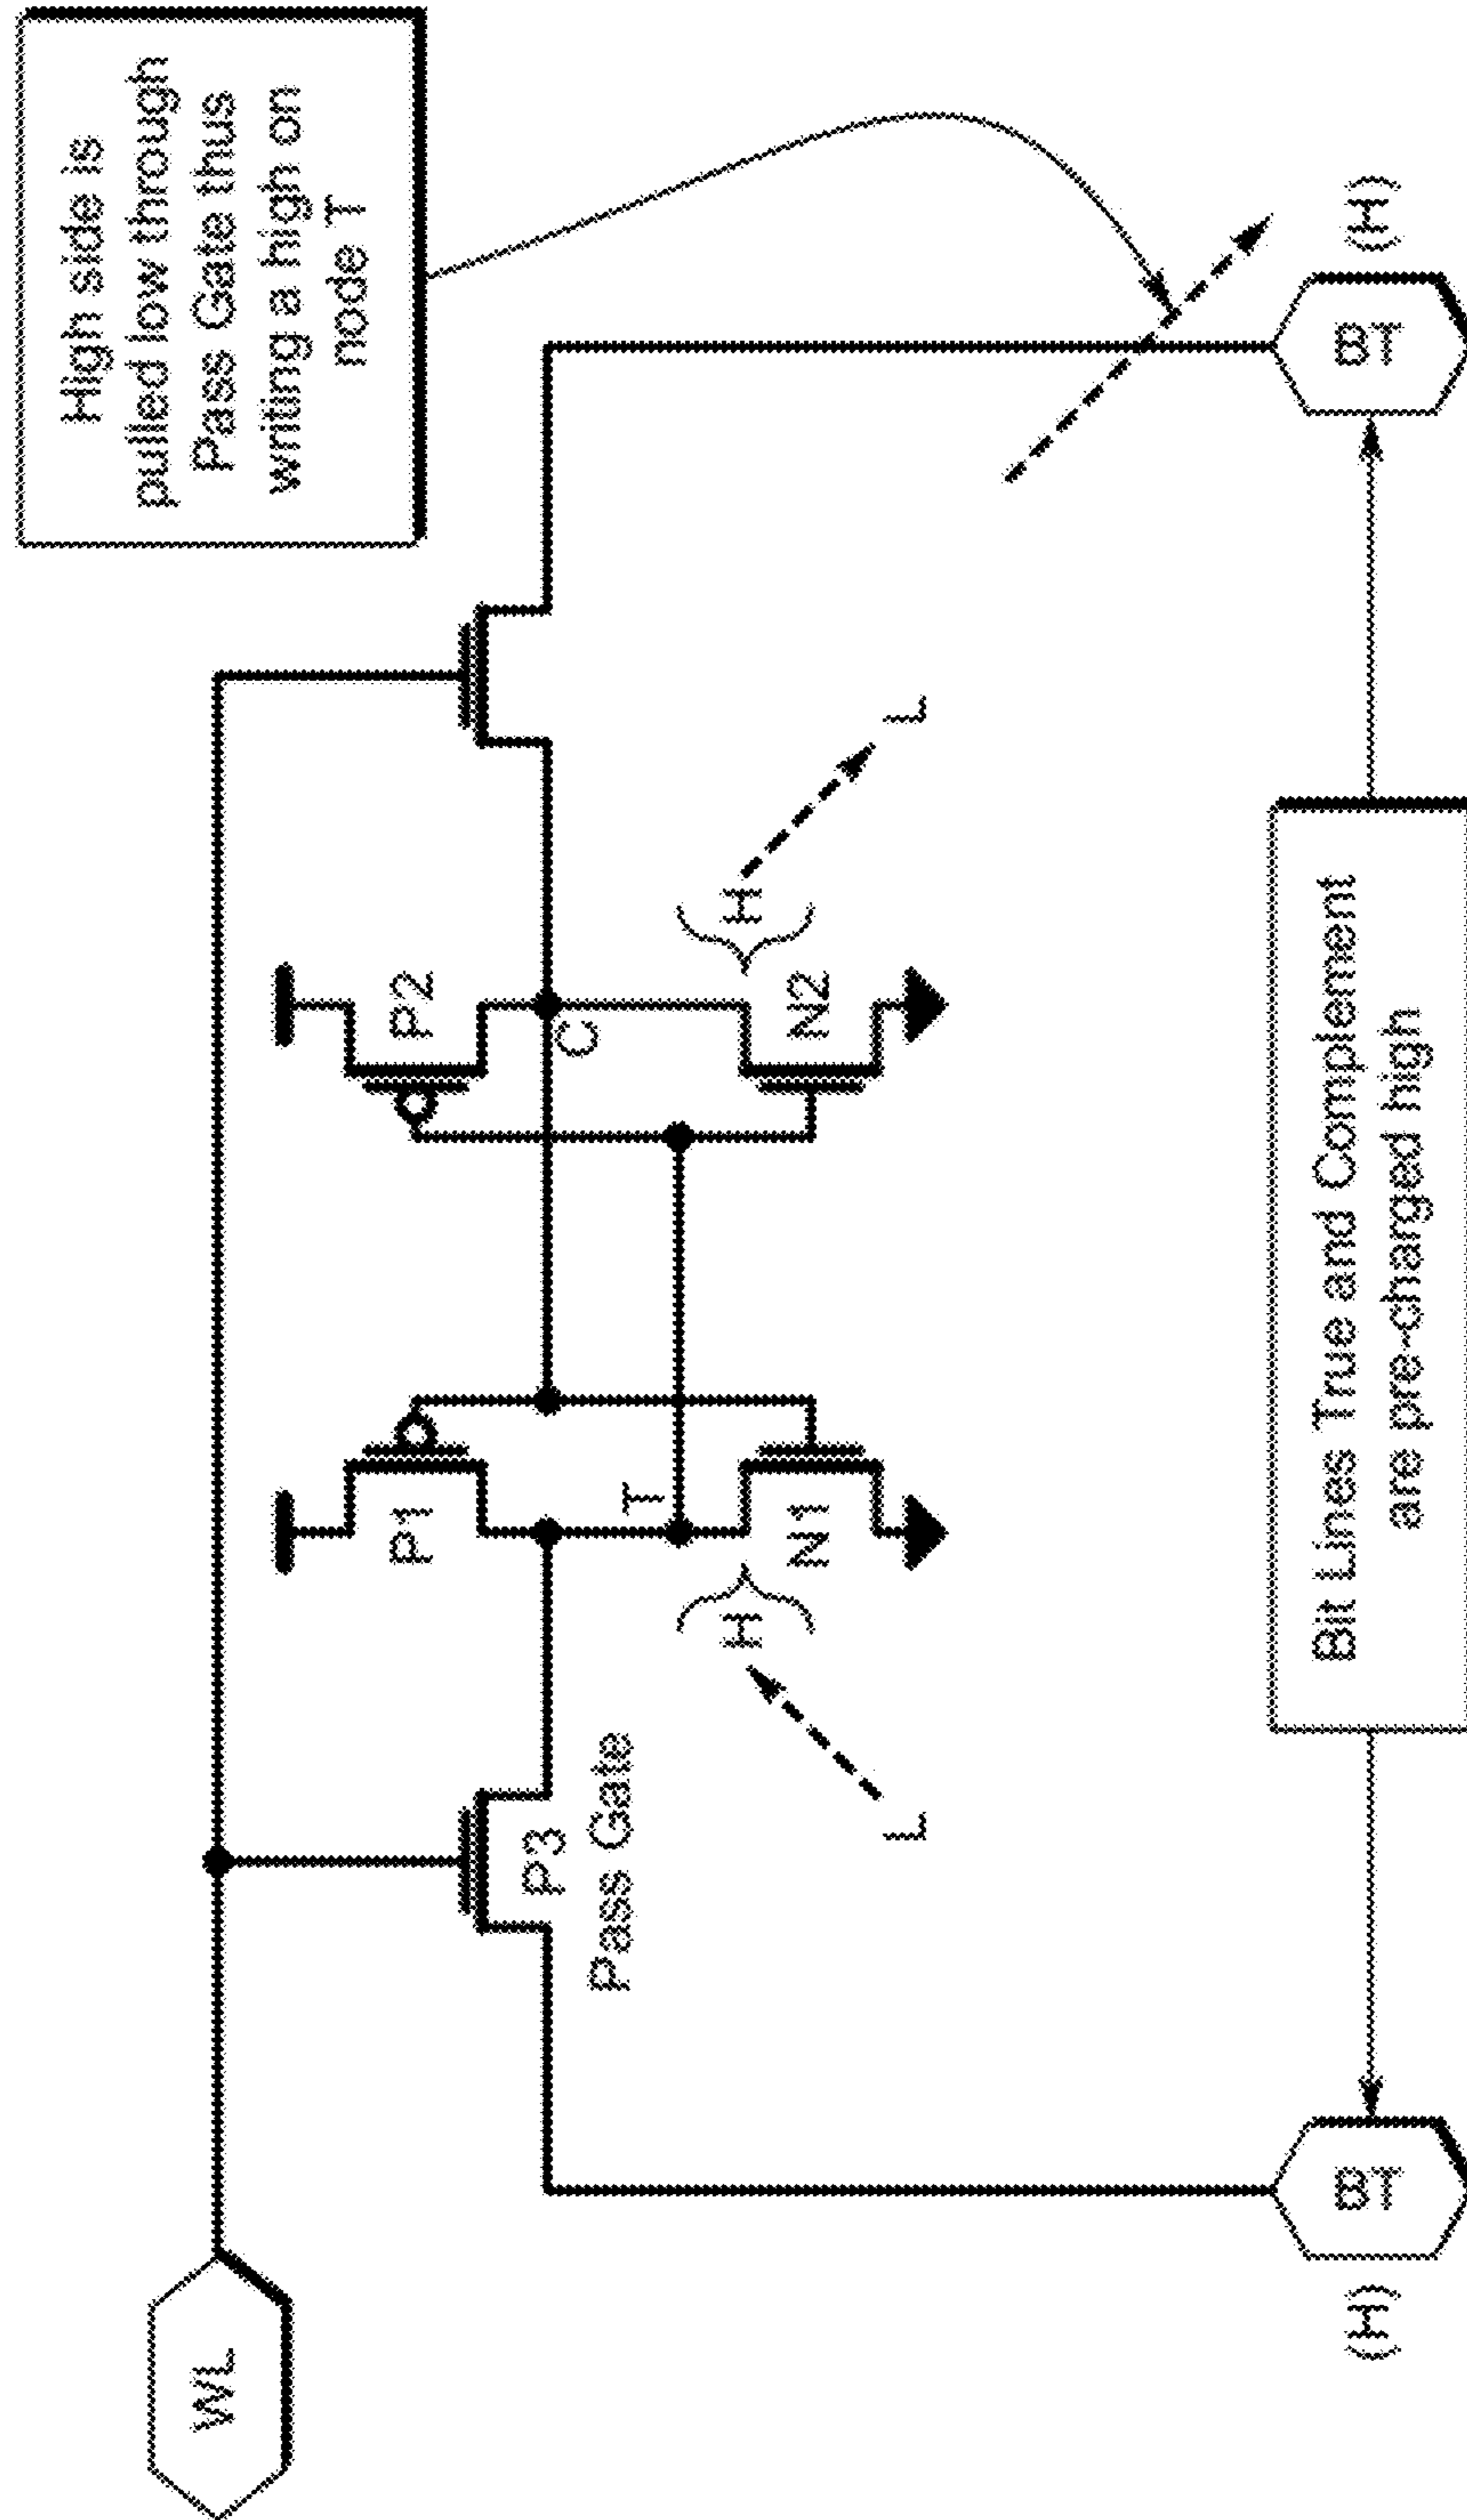 High side is
pulled low through
Pass Gate thus
writing a high on
node T
WL
P1
P2
P3
Pass Gate
T
C
N1
N2
H
H
L
L
(H)
BT
Bit Lines True and Complement
are pre-charged high
BT
(H)